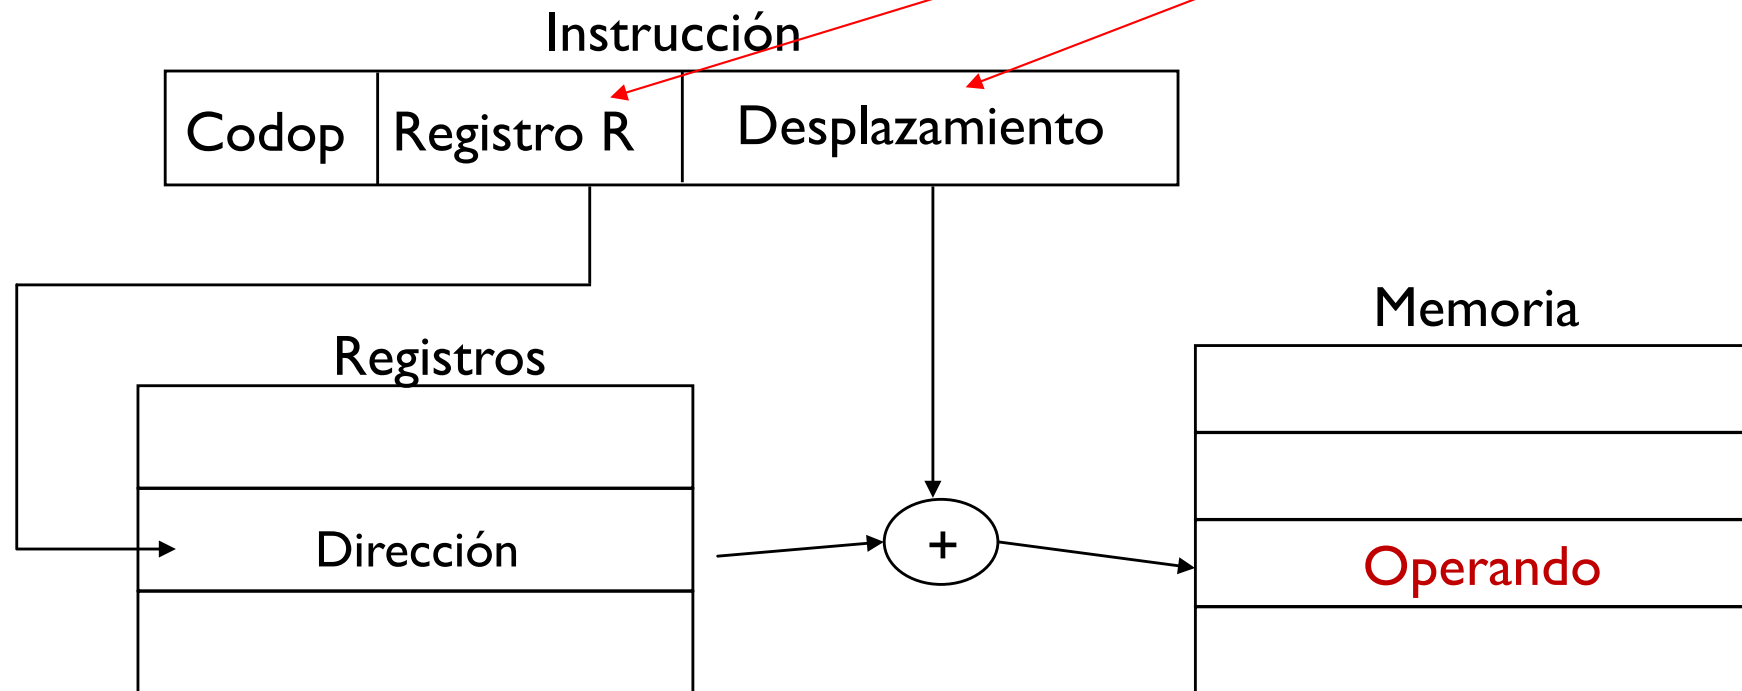 Instrucción
Codop Registro R Desplazamiento
Memoria
Registros
Dirección + Operando